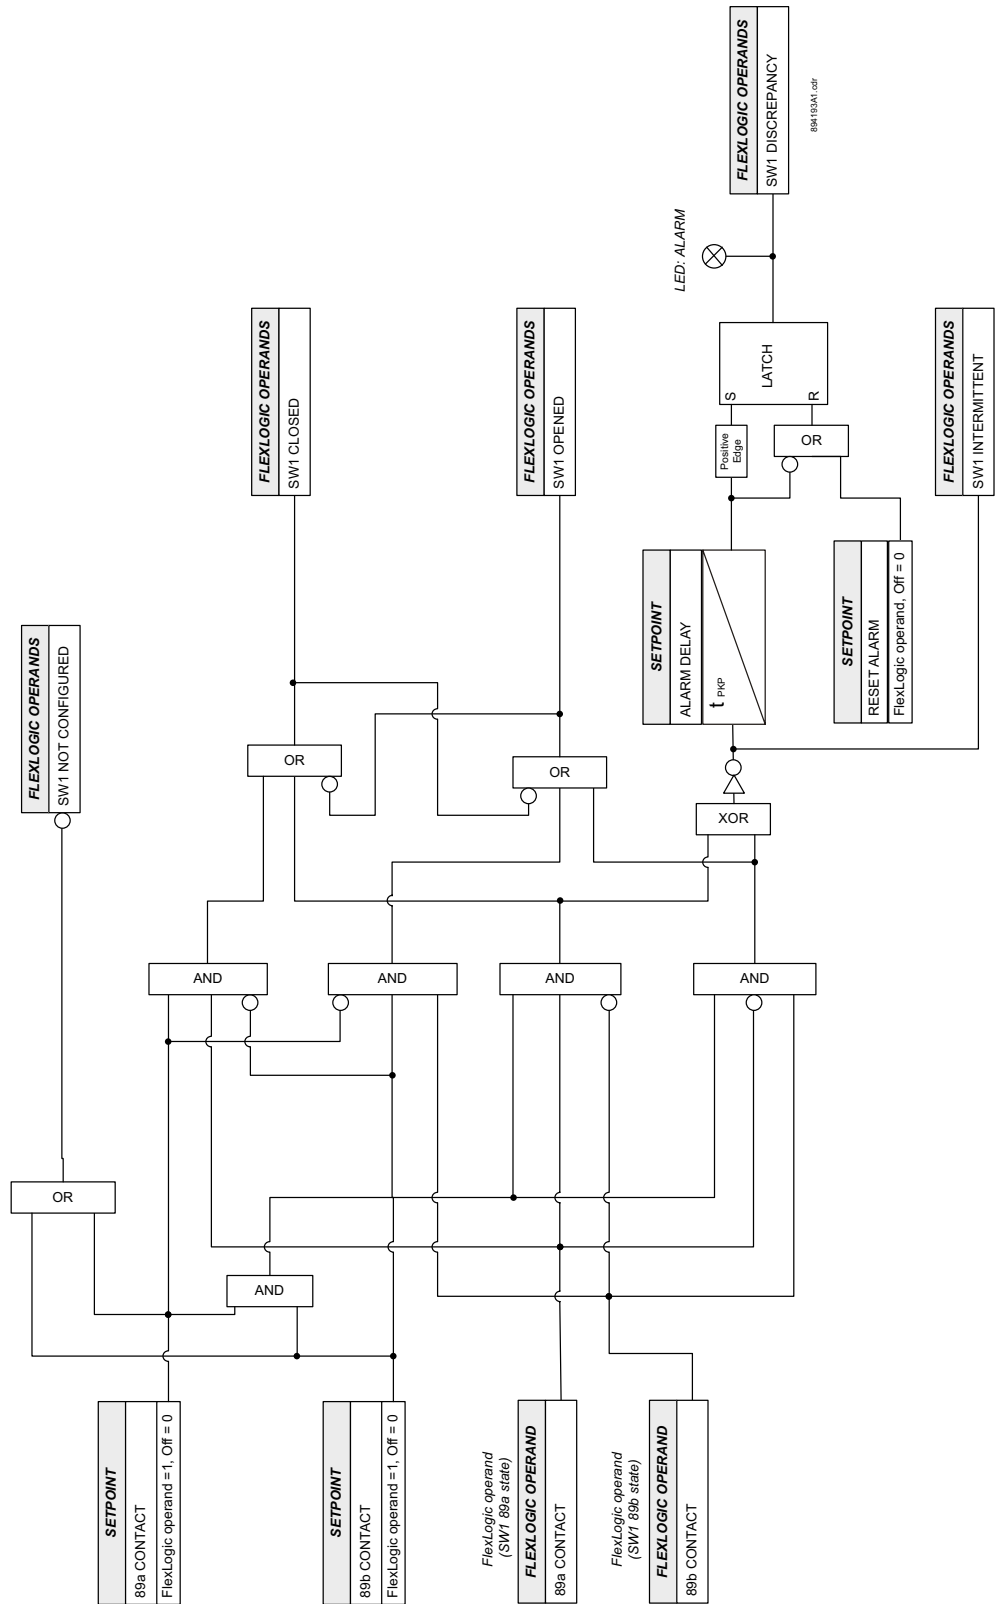 SETPOINT
89a CONTACT
FlexLogic operand =1, Off = 0
SETPOINT
89b CONTACT
FlexLogic operand =1, Off = 0
FlexLogic operand
(SW1 89a state)
FLEXLOGIC OPERAND
89a CONTACT
FlexLogic operand
(SW1 89b state)
FLEXLOGIC OPERAND
89b CONTACT
OR
AND
AND
AND
AND
AND
FLEXLOGIC OPERANDS
SW1 NOT CONFIGURED
OR
OR
XOR
FLEXLOGIC OPERANDS
SW1 CLOSED
FLEXLOGIC OPERANDS
SW1 OPENED
SETPOINT
ALARM DELAY
t PKP
SETPOINT
RESET ALARM
FlexLogic operand, Off = 0
Positive
Edge
OR
S
LATCH
R
LED: ALARM
FLEXLOGIC OPERANDS
SW1 DISCREPANCY
FLEXLOGIC OPERANDS
SW1 INTERMITTENT
894193A1.cdr